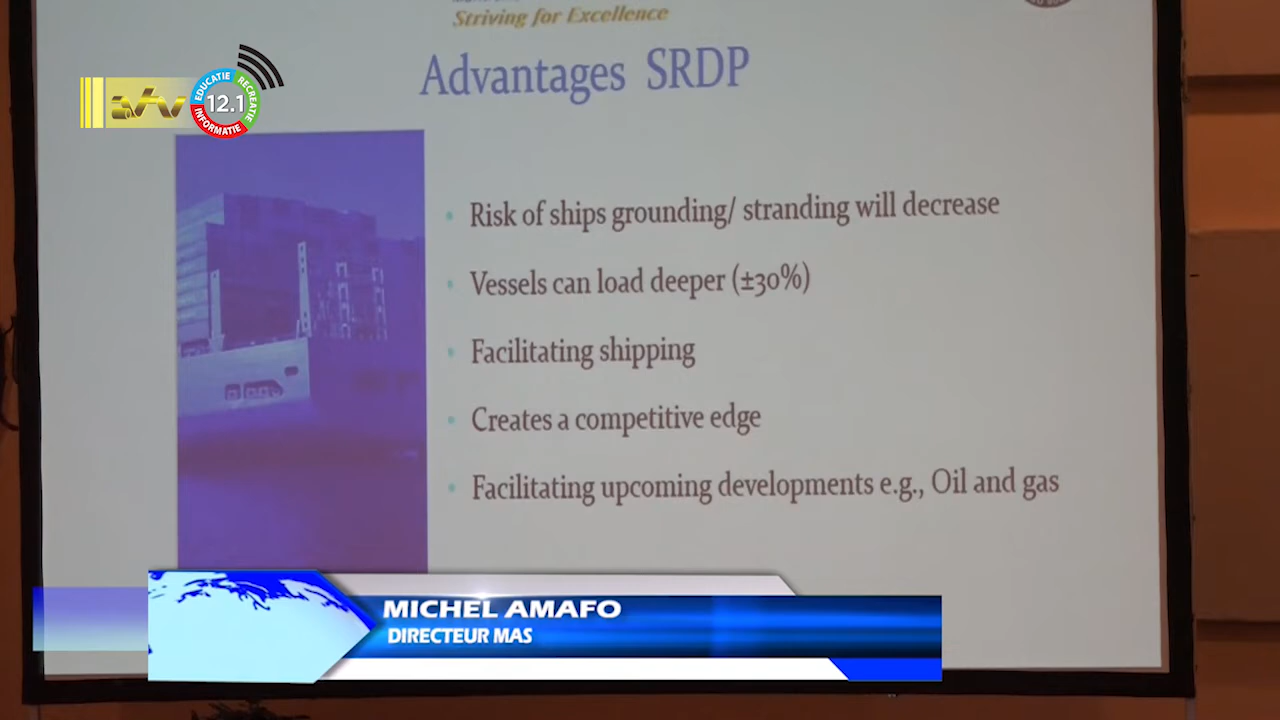 Striving for Excellence
Advantages SRDP
atv
EDUCATIE
RECREATIE
INFORMATIE
12.1
Risk of ships grounding/ stranding will decrease
Vessels can load deeper (±30%)
Facilitating shipping
Creates a competitive edge
Facilitating upcoming developments e.g., Oil and gas
MICHEL AMAFO
DIRECTEUR MAS